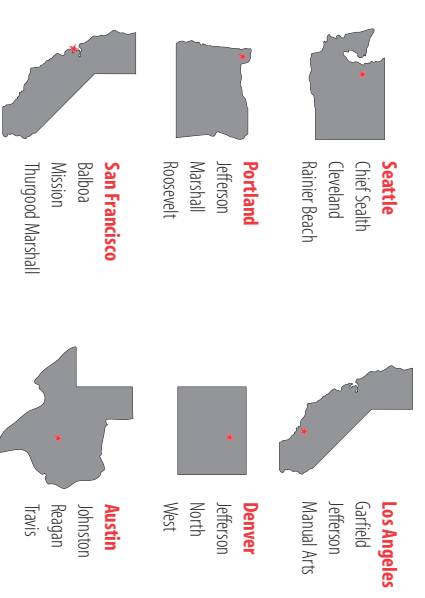 Seattle
Chief Sealth
Cleveland
Rainier Beach
Portland
Jefferson
Marshall
Roosevelt
San Francisco
Balboa
Mission
Thurgood Marshall
Los Angeles
Garfield
Jefferson
Manual Arts
Denver
Jefferson
North
West
Austin
Johnston
Reagan
Travis